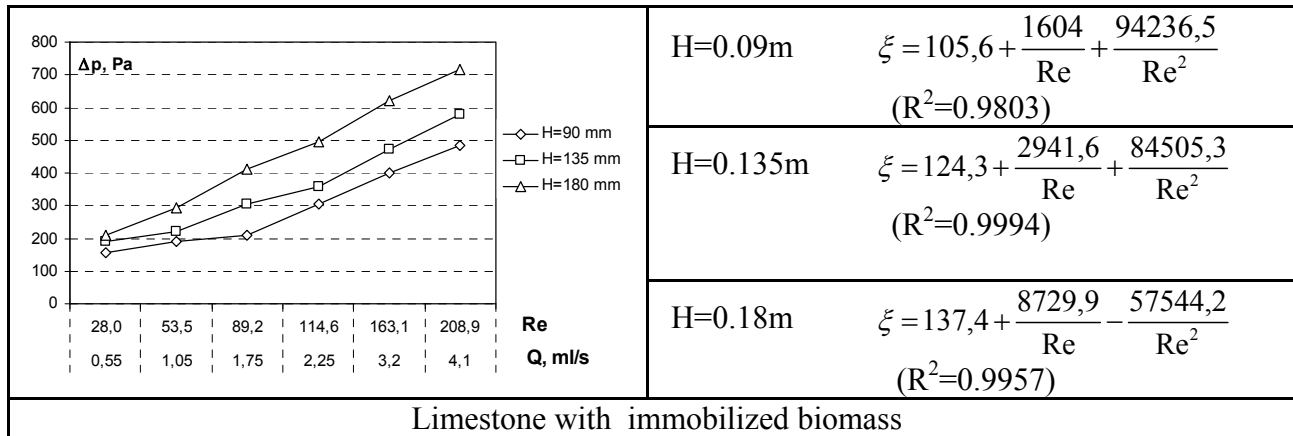 Δp, Pa
800
700
600
500
400
300
200
100
0
28,0 53,5 89,2 114,6 163,1 208,9 Re
0,55 1,05 1,75 2,25 3,2 4,1 Q, ml/s
H=90 mm
H=135 mm
H=180 mm
H=0.09m ξ = 105,6 + 1604/Re + 94236,5/Re²
(R²=0.9803)
H=0.135m ξ = 124,3 + 2941,6/Re + 84505,3/Re²
(R²=0.9994)
H=0.18m ξ = 137,4 + 8729,9/Re − 57544,2/Re²
(R²=0.9957)
Limestone with immobilized biomass